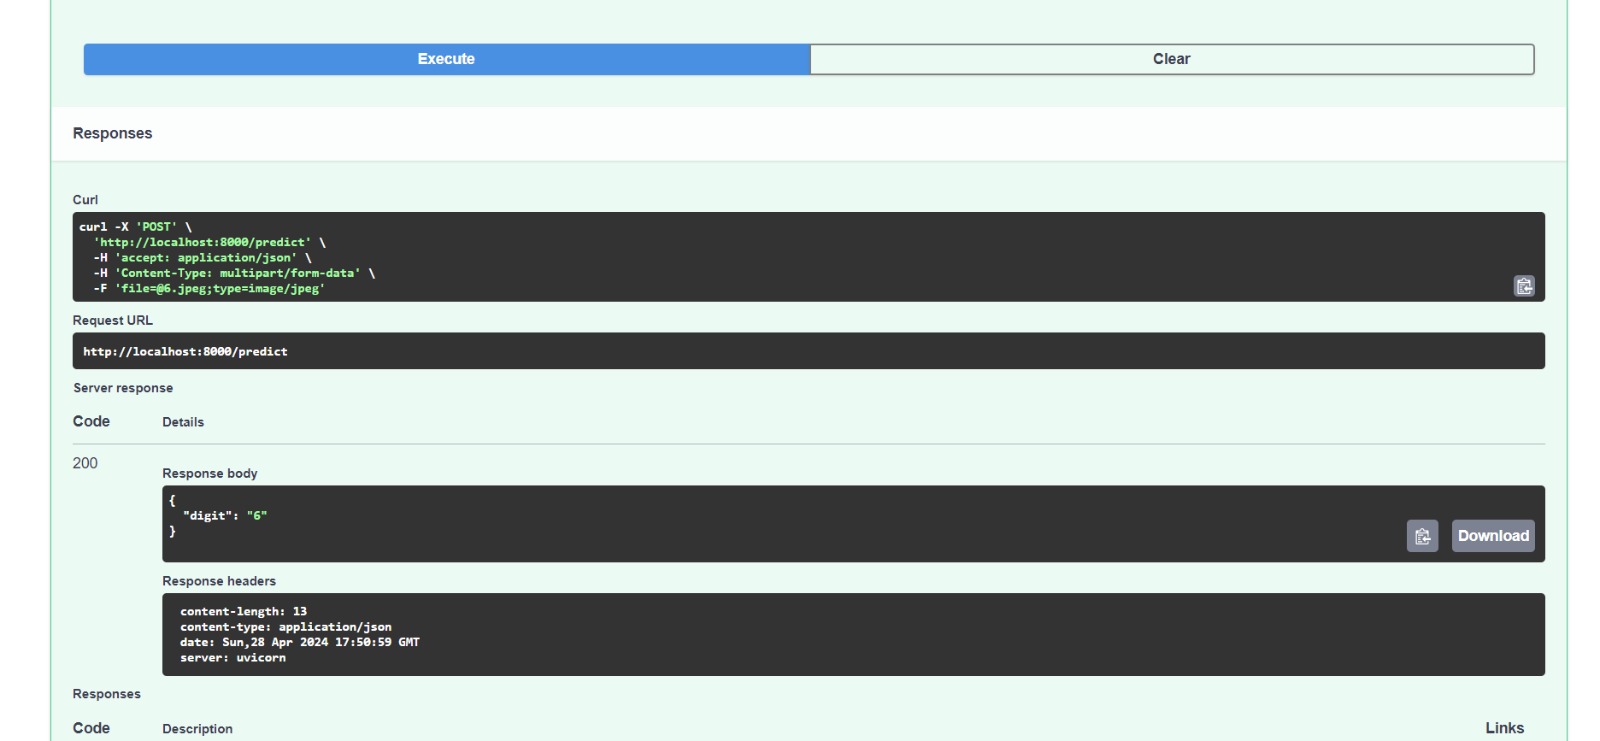 Execute
Clear
Responses
Curl
curl -X 'POST' \
'http://localhost:8000/predict' \
-H 'accept: application/json' \
-H 'Content-Type: multipart/form-data' \
-F 'file=@6.jpeg;type=image/jpeg'
Request URL
http://localhost:8000/predict
Server response
Code Details
200
Response body
{
"digit": "6"
}
Download
Response headers
content-length: 13
content-type: application/json
date: Sun,28 Apr 2024 17:50:59 GMT
server: uvicorn
Responses
Code Description Links